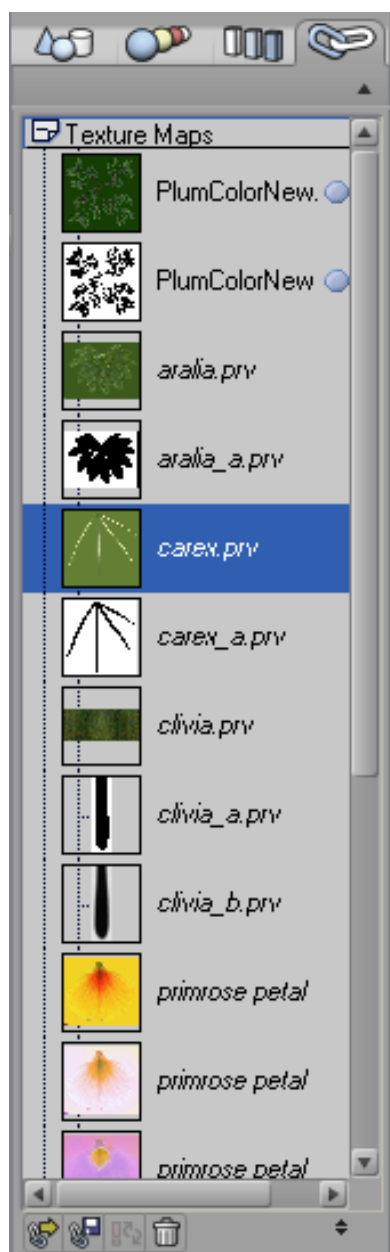 Texture Maps
PlumColorNew.
PlumColorNew
aralia.prv
aralia_a.prv
carex.prv
carex_a.prv
clivia.prv
clivia_a.prv
clivia_b.prv
primrose petal
primrose petal
primrose petal